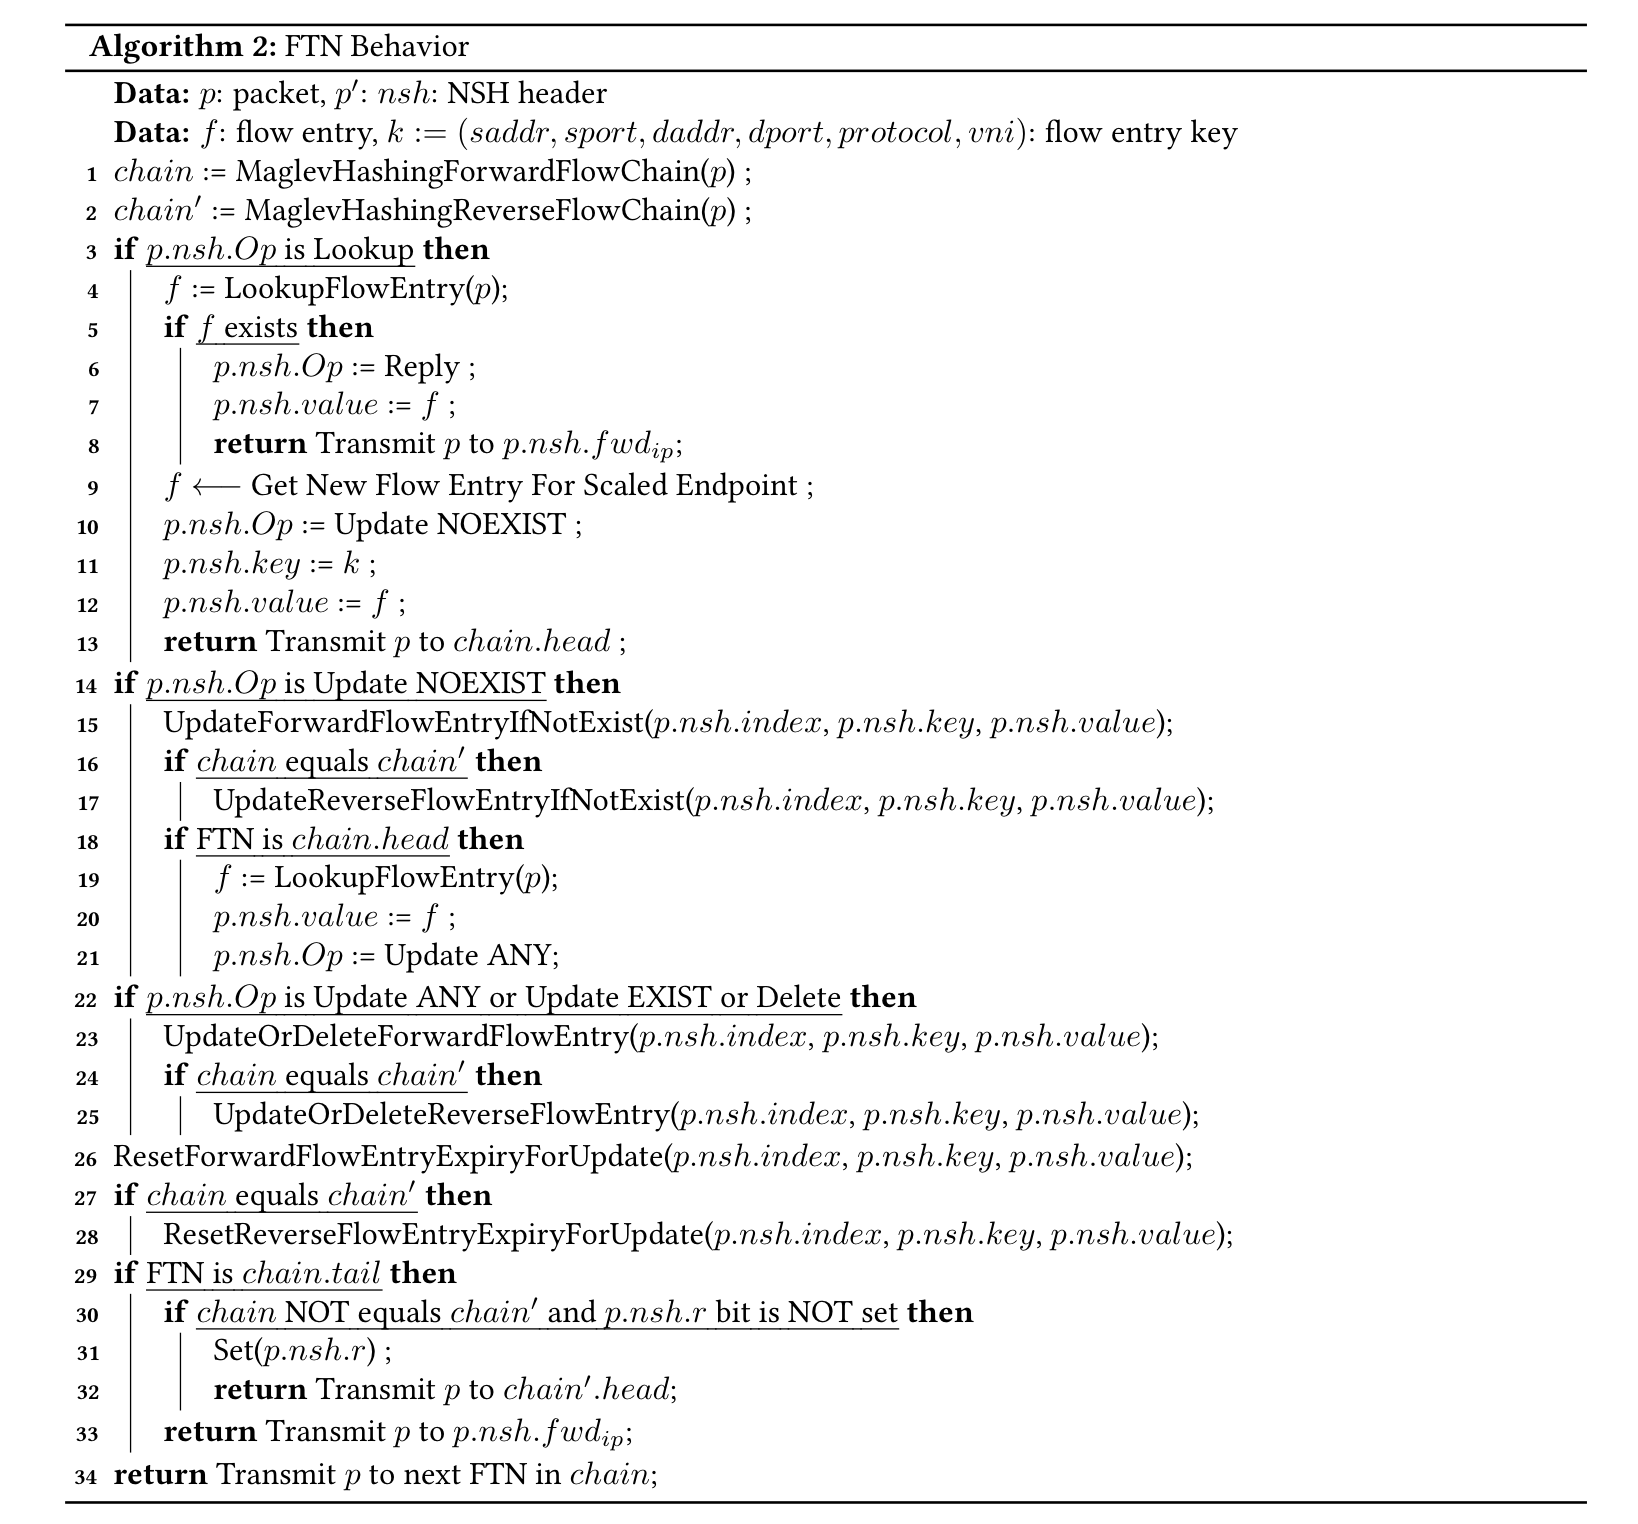 Algorithm 2: FTN Behavior
Data: p: packet, p′: nsh: NSH header
Data: f: flow entry, k := (saddr, sport, daddr, dport, protocol, vni): flow entry key
1 chain := MaglevHashingForwardFlowChain(p) ;
2 chain′ := MaglevHashingReverseFlowChain(p) ;
3 if p.nsh.Op is Lookup then
4 f := LookupFlowEntry(p);
5 if f exists then
6 p.nsh.Op := Reply ;
7 p.nsh.value := f ;
8 return Transmit p to p.nsh.fwd_ip;
9 f ⟵ Get New Flow Entry For Scaled Endpoint ;
10 p.nsh.Op := Update NOEXIST ;
11 p.nsh.key := k ;
12 p.nsh.value := f ;
13 return Transmit p to chain.head ;
14 if p.nsh.Op is Update NOEXIST then
15 UpdateForwardFlowEntryIfNotExist(p.nsh.index, p.nsh.key, p.nsh.value);
16 if chain equals chain′ then
17 UpdateReverseFlowEntryIfNotExist(p.nsh.index, p.nsh.key, p.nsh.value);
18 if FTN is chain.head then
19 f := LookupFlowEntry(p);
20 p.nsh.value := f ;
21 p.nsh.Op := Update ANY;
22 if p.nsh.Op is Update ANY or Update EXIST or Delete then
23 UpdateOrDeleteForwardFlowEntry(p.nsh.index, p.nsh.key, p.nsh.value);
24 if chain equals chain′ then
25 UpdateOrDeleteReverseFlowEntry(p.nsh.index, p.nsh.key, p.nsh.value);
26 ResetForwardFlowEntryExpiryForUpdate(p.nsh.index, p.nsh.key, p.nsh.value);
27 if chain equals chain′ then
28 ResetReverseFlowEntryExpiryForUpdate(p.nsh.index, p.nsh.key, p.nsh.value);
29 if FTN is chain.tail then
30 if chain NOT equals chain′ and p.nsh.r bit is NOT set then
31 Set(p.nsh.r) ;
32 return Transmit p to chain′.head;
33 return Transmit p to p.nsh.fwd_ip;
34 return Transmit p to next FTN in chain;